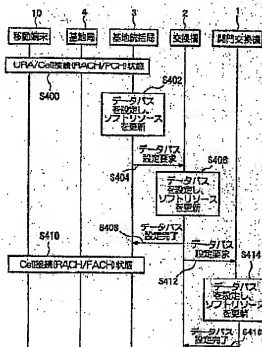 10 4 3 2 1
移動端末 基地局 基地統括局 交換機 関門交換機
URA/Cell接続(RACH/PCH)状態
S400
S402
データパス
を設定し、
ソフトリソース
を更新
データパス
設定要求
S404
S406
データパス
を設定し、
ソフトリソース
を更新
データパス
設定完了
S408
S410
Cell接続(RACH/FACH)状態
データパス
設定要求
S412
S414
データパス
を設定し、
ソフトリソース
を更新
データパス
設定完了
S416